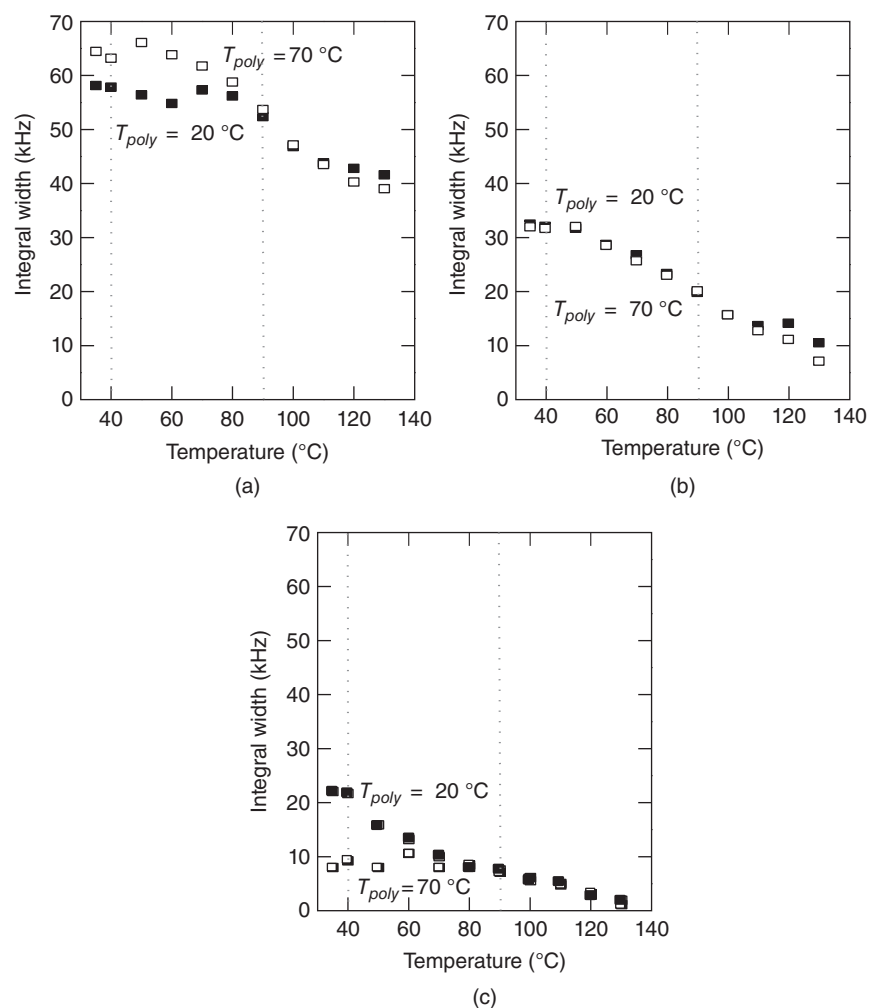 70
60
50
40
30
20
10
0
Integral width (kHz)
T_poly = 70 °C
T_poly = 20 °C
40 60 80 100 120 140
Temperature (°C)
(a)
70
60
50
40
30
20
10
0
Integral width (kHz)
T_poly = 20 °C
T_poly = 70 °C
40 60 80 100 120 140
Temperature (°C)
(b)
70
60
50
40
30
20
10
0
Integral width (kHz)
T_poly = 20 °C
T_poly = 70 °C
40 60 80 100 120 140
Temperature (°C)
(c)